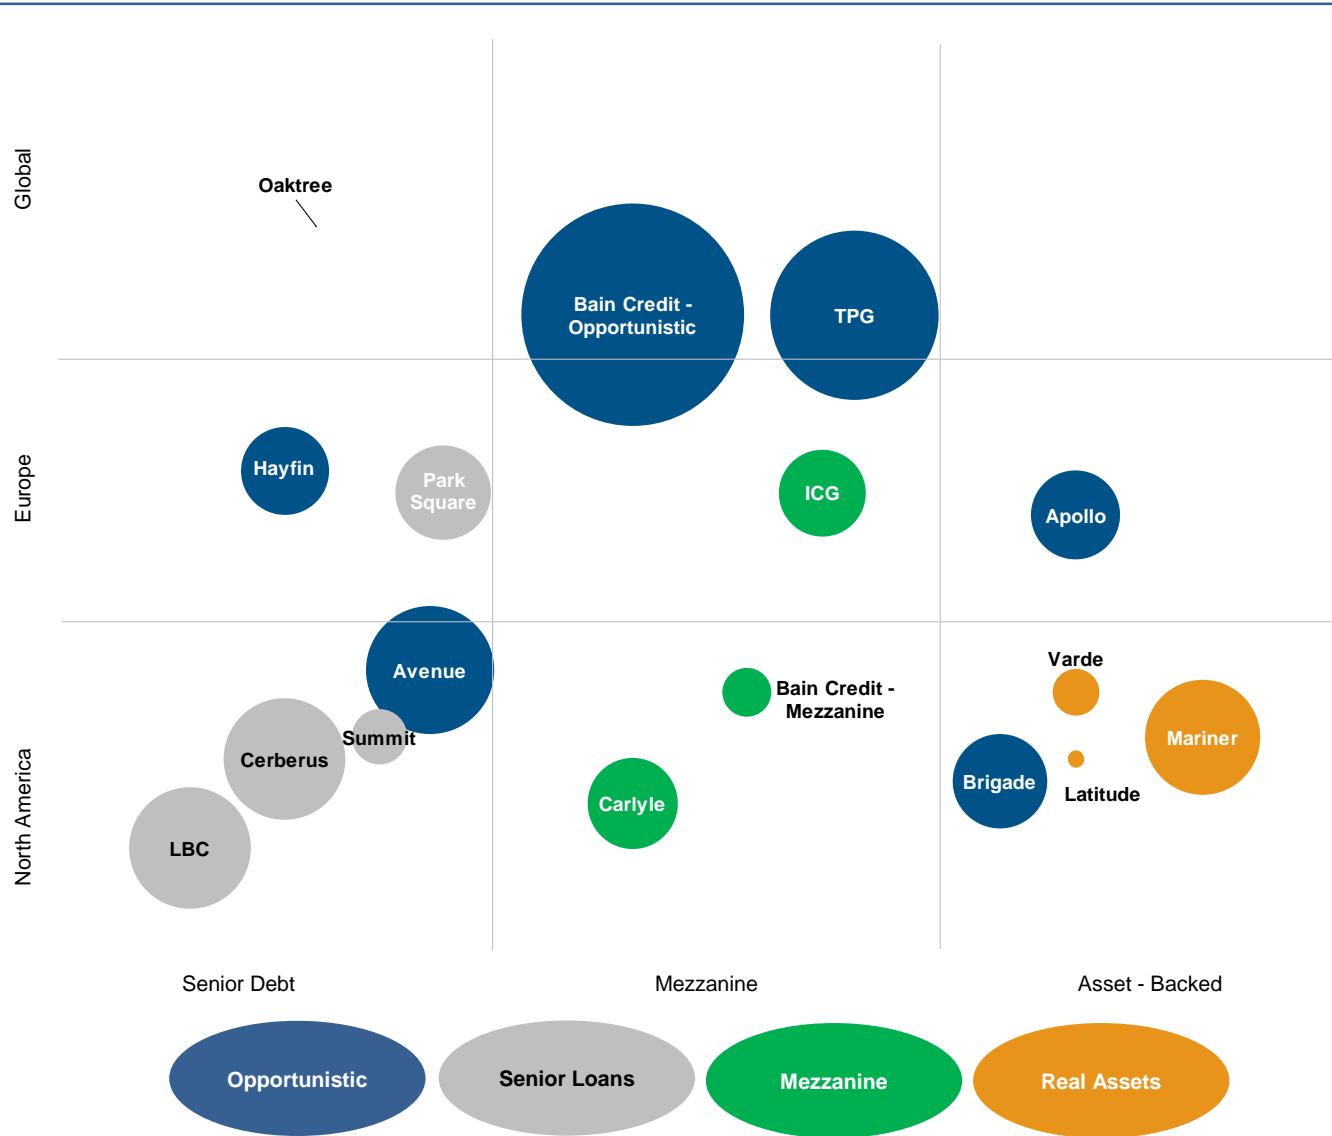 Global
Oaktree
Bain Credit -
Opportunistic
TPG
Europe
Hayfin
Park
Square
ICG
Apollo
North America
Avenue
Summit
Cerberus
LBC
Bain Credit -
Mezzanine
Carlyle
Varde
Mariner
Brigade
Latitude
Senior Debt
Mezzanine
Asset - Backed
Opportunistic
Senior Loans
Mezzanine
Real Assets